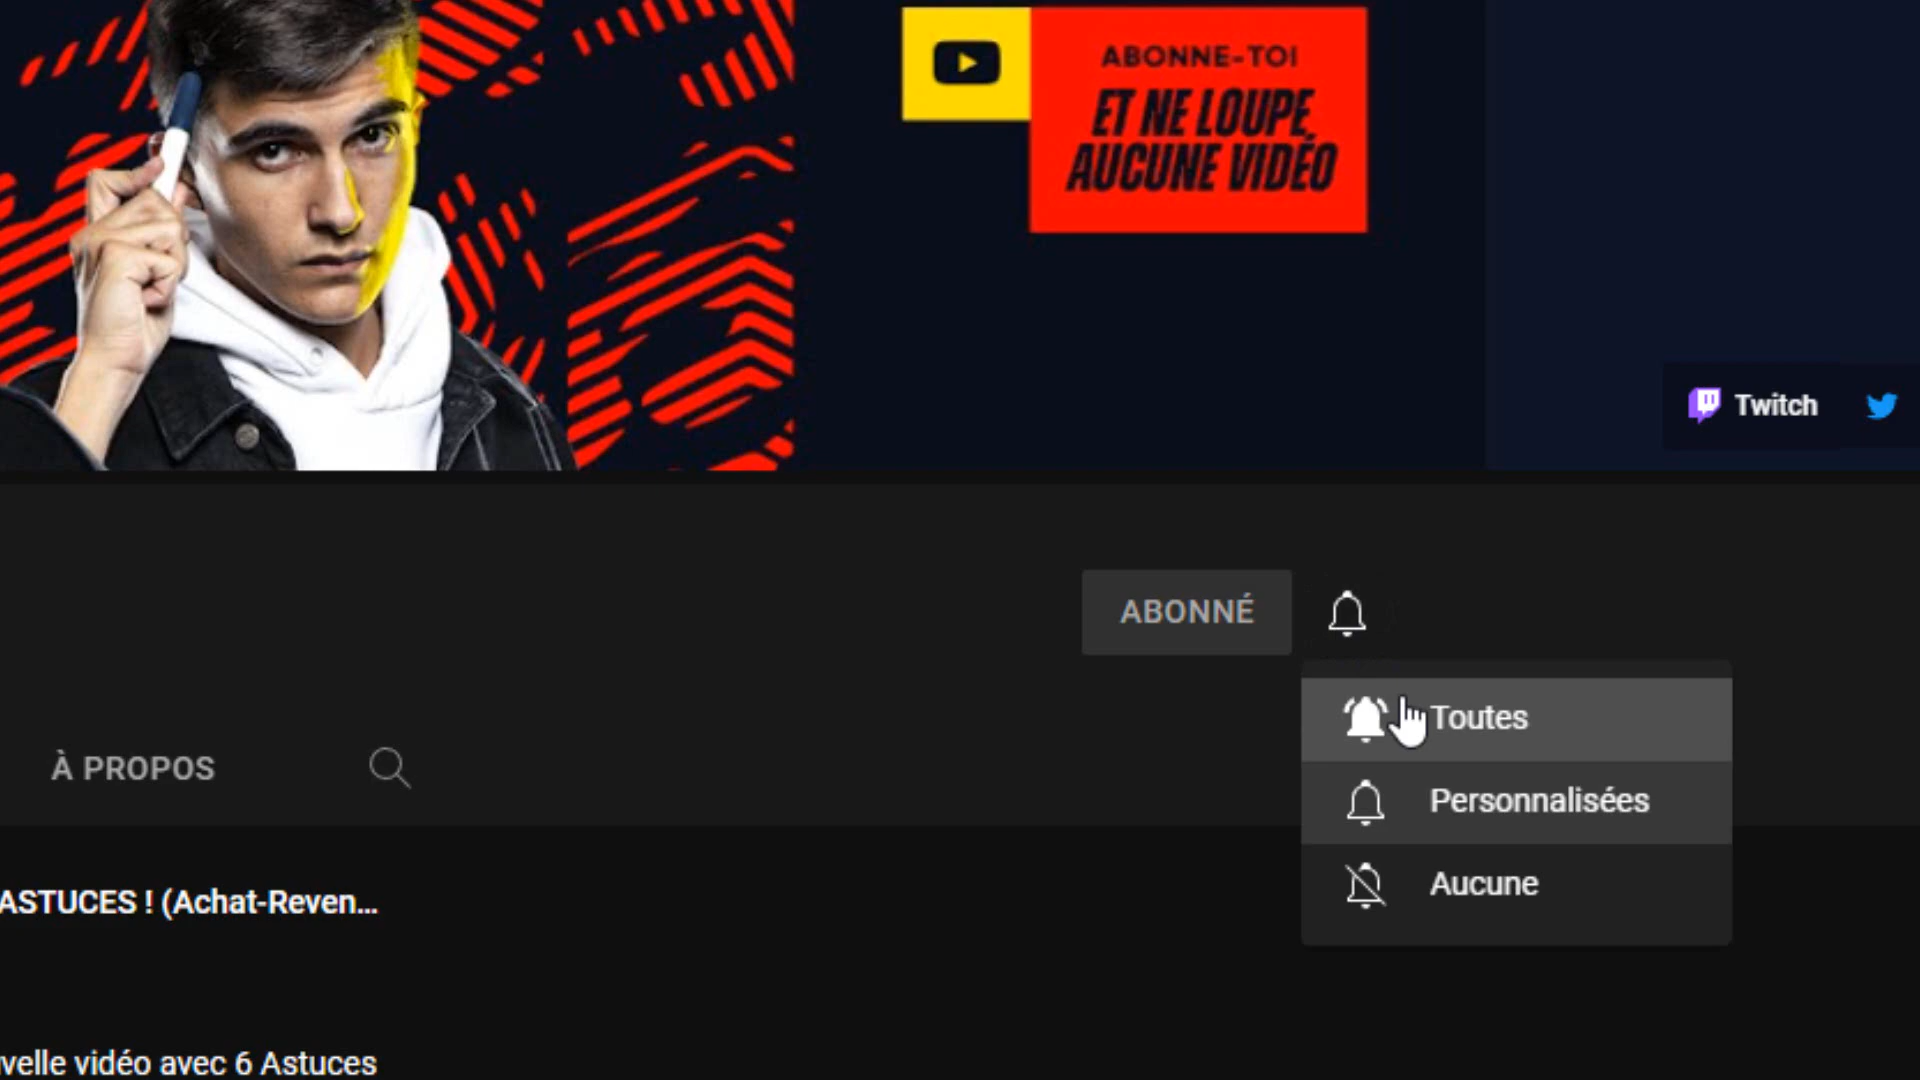 ABONNE-TOI
ET NE LOUPE
AUCUNE VIDÉO
Twitch
ABONNÉ
Toutes
À PROPOS
Personnalisées
Aucune
ASTUCES ! (Achat-Reven...
velle vidéo avec 6 Astuces